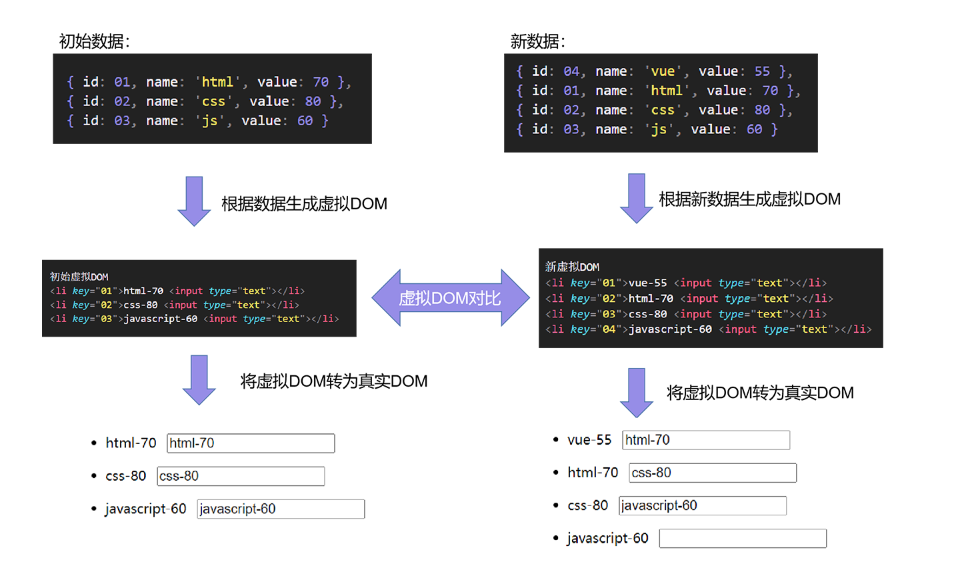 初始数据：
{ id: 01, name: 'html', value: 70 },
{ id: 02, name: 'css', value: 80 },
{ id: 03, name: 'js', value: 60 }
新数据：
{ id: 04, name: 'vue', value: 55 },
{ id: 01, name: 'html', value: 70 },
{ id: 02, name: 'css', value: 80 },
{ id: 03, name: 'js', value: 60 }
根据数据生成虚拟DOM
根据新数据生成虚拟DOM
初始虚拟DOM
<li key="01">html-70 <input type="text"></li>
<li key="02">css-80 <input type="text"></li>
<li key="03">javascript-60 <input type="text"></li>
虚拟DOM对比
新虚拟DOM
<li key="01">vue-55 <input type="text"></li>
<li key="02">html-70 <input type="text"></li>
<li key="03">css-80 <input type="text"></li>
<li key="04">javascript-60 <input type="text"></li>
将虚拟DOM转为真实DOM
将虚拟DOM转为真实DOM
• html-70 html-70
• css-80 css-80
• javascript-60 javascript-60
• vue-55 html-70
• html-70 css-80
• css-80 javascript-60
• javascript-60